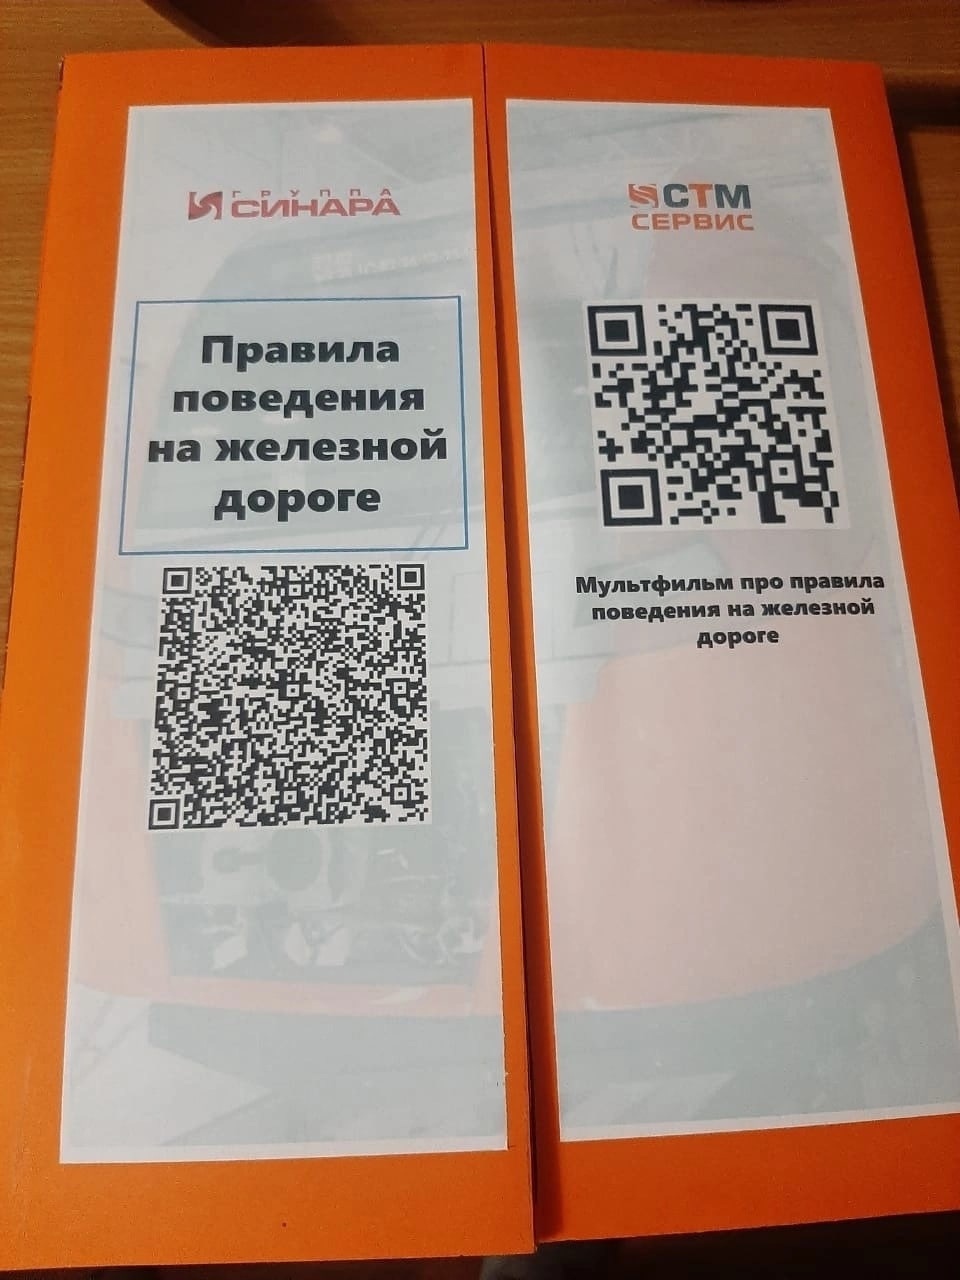 ГРУППА
СИНАРА
Правила
поведения
на железной
дороге
СТМ
СЕРВИС
Мультфильм про правила
поведения на железной
дороге